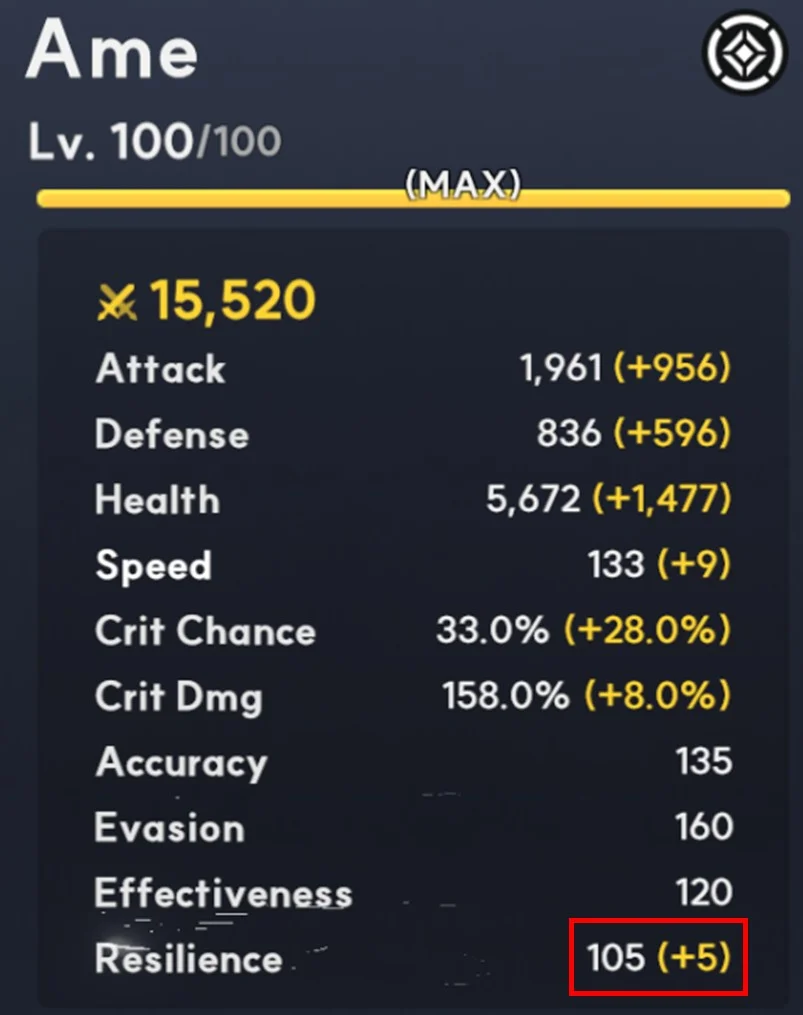 Ame
Lv. 100/100
(MAX)
15,520
Attack 1,961 (+956)
Defense 836 (+596)
Health 5,672 (+1,477)
Speed 133 (+9)
Crit Chance 33.0% (+28.0%)
Crit Dmg 158.0% (+8.0%)
Accuracy 135
Evasion 160
Effectiveness 120
Resilience 105 (+5)